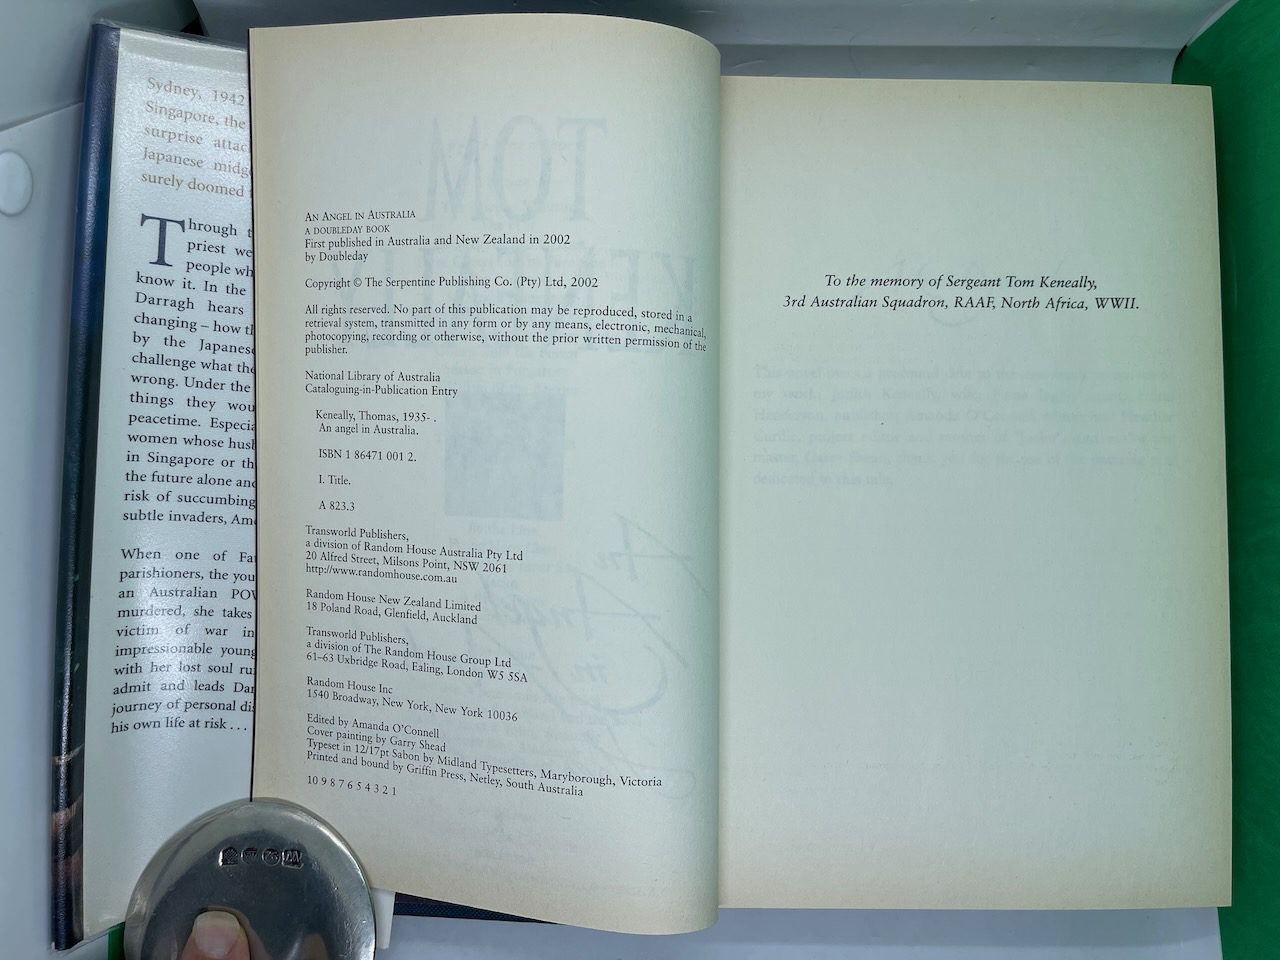 Sydney, 1942
Singapore, the
surprise attac
Japanese midg
surely doomed
Through t
priest we
people wh
know it. In the
Darragh hears
changing – how th
by the Japanese
challenge what the
wrong. Under the
things they wou
peacetime. Especia
women whose husb
in Singapore or th
the future alone and
risk of succumbing
subtle invaders, Am
When one of Fat
parishioners, the you
an Australian POW
murdered, she takes
victim of war in
impressionable young
with her lost soul ru
admit and leads Dar
journey of personal dis
his own life at risk . . .
AN ANGEL IN AUSTRALIA
A DOUBLEDAY BOOK
First published in Australia and New Zealand in 2002
by Doubleday
Copyright © The Serpentine Publishing Co. (Pty) Ltd, 2002
All rights reserved. No part of this publication may be reproduced, stored in a
retrieval system, transmitted in any form or by any means, electronic, mechanical,
photocopying, recording or otherwise, without the prior written permission of the
publisher.
National Library of Australia
Cataloguing-in-Publication Entry
Keneally, Thomas, 1935- .
An angel in Australia.
ISBN 1 86471 001 2.
I. Title.
A 823.3
Transworld Publishers,
a division of Random House Australia Pty Ltd
20 Alfred Street, Milsons Point, NSW 2061
http://www.randomhouse.com.au
Random House New Zealand Limited
18 Poland Road, Glenfield, Auckland
Transworld Publishers,
a division of The Random House Group Ltd
61–63 Uxbridge Road, Ealing, London W5 5SA
Random House Inc
1540 Broadway, New York, New York 10036
Edited by Amanda O'Connell
Cover painting by Garry Shead
Typeset in 12/17pt Sabon by Midland Typesetters, Maryborough, Victoria
Printed and bound by Griffin Press, Netley, South Australia
10 9 8 7 6 5 4 3 2 1
To the memory of Sergeant Tom Keneally,
3rd Australian Squadron, RAAF, North Africa, WWII.